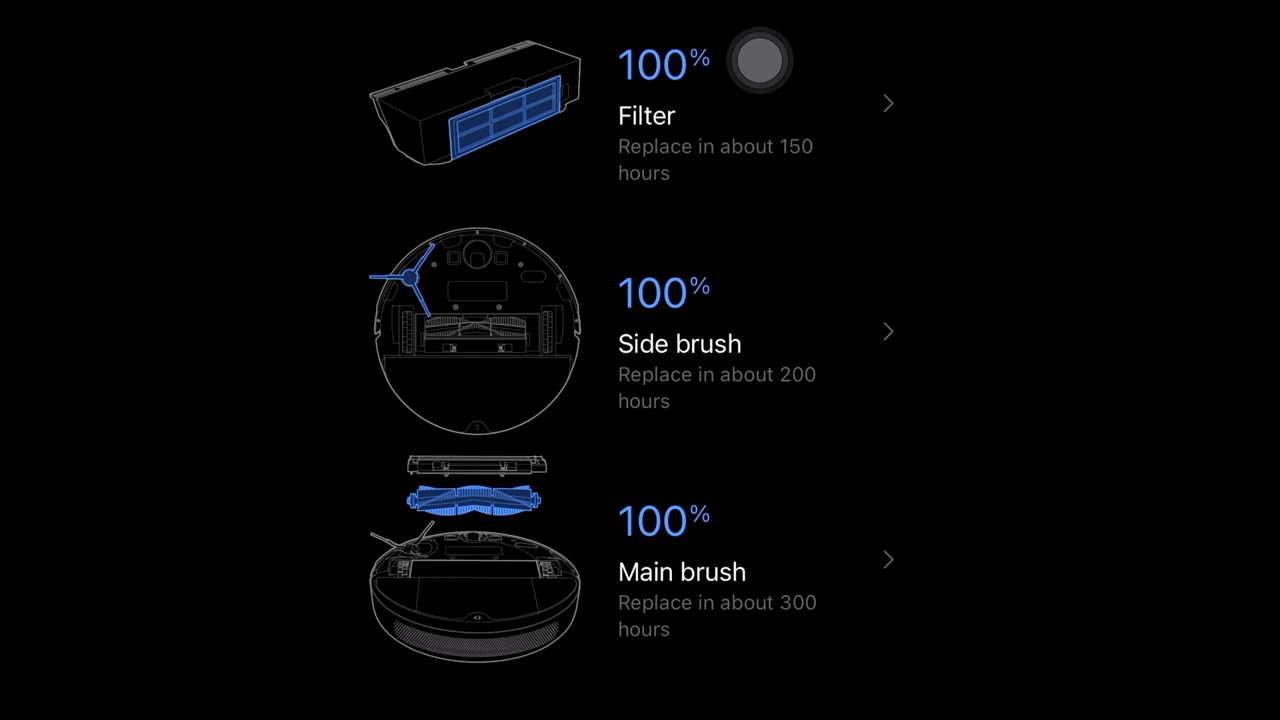 100%
Filter
Replace in about 150
hours
100%
Side brush
Replace in about 200
hours
100%
Main brush
Replace in about 300
hours